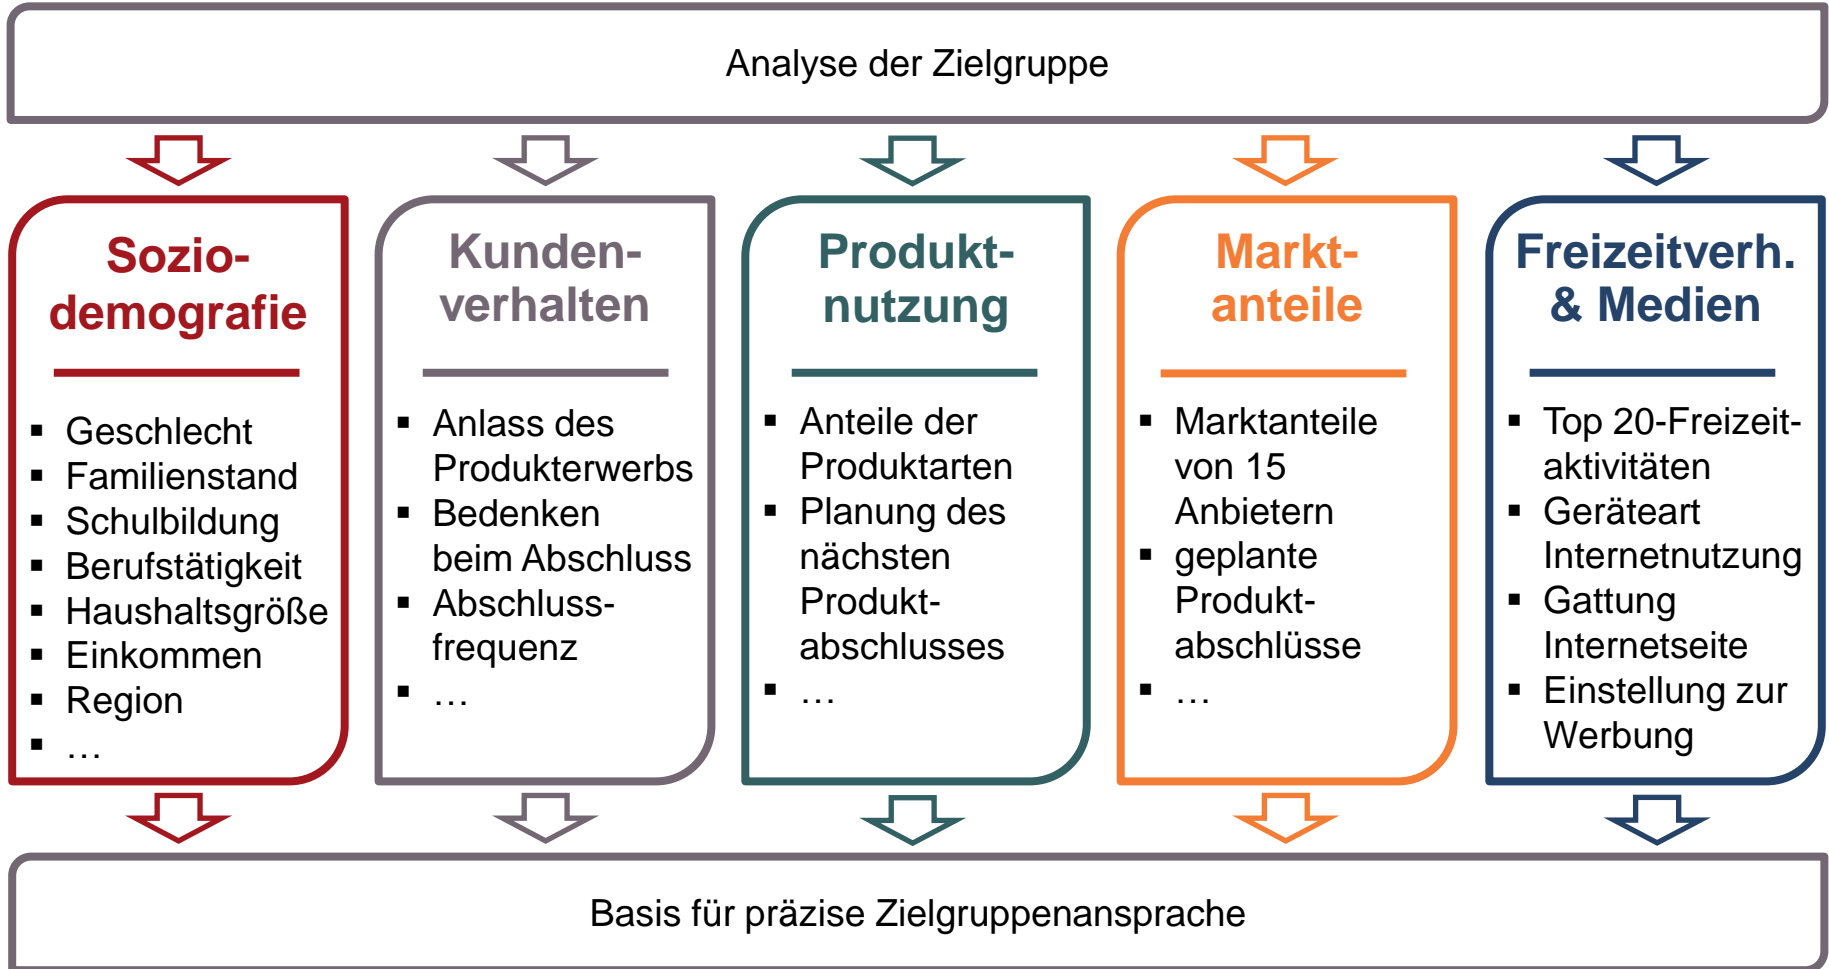 Analyse der Zielgruppe
Sozio-
demografie
▪ Geschlecht
▪ Familienstand
▪ Schulbildung
▪ Berufstätigkeit
▪ Haushaltsgröße
▪ Einkommen
▪ Region
▪ …
Kunden-
verhalten
▪ Anlass des
Produkterwerbs
▪ Bedenken
beim Abschluss
▪ Abschluss-
frequenz
▪ …
Produkt-
nutzung
▪ Anteile der
Produktarten
▪ Planung des
nächsten
Produkt-
abschlusses
▪ …
Markt-
anteile
▪ Marktanteile
von 15
Anbietern
▪ geplante
Produkt-
abschlüsse
▪ …
Freizeitverh.
& Medien
▪ Top 20-Freizeit-
aktivitäten
▪ Geräteart
Internetnutzung
▪ Gattung
Internetseite
▪ Einstellung zur
Werbung
Basis für präzise Zielgruppenansprache